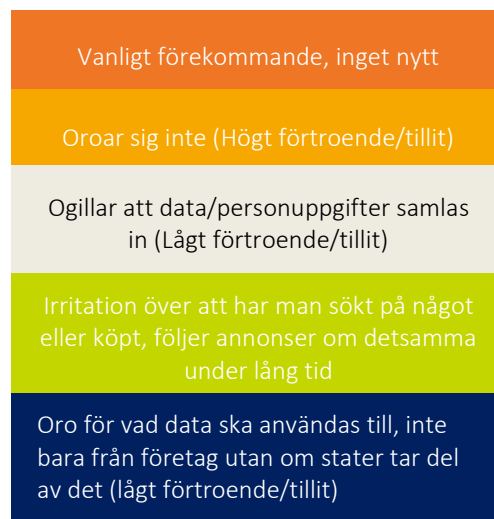 Vanligt förekommande, inget nytt
Oroar sig inte (Högt förtroende/tillit)
Ogillar att data/personuppgifter samlas
in (Lågt förtroende/tillit)
Irritation över att har man sökt på något
eller köpt, följer annonser om detsamma
under lång tid
Oro för vad data ska användas till, inte
bara från företag utan om stater tar del
av det (lågt förtroende/tillit)